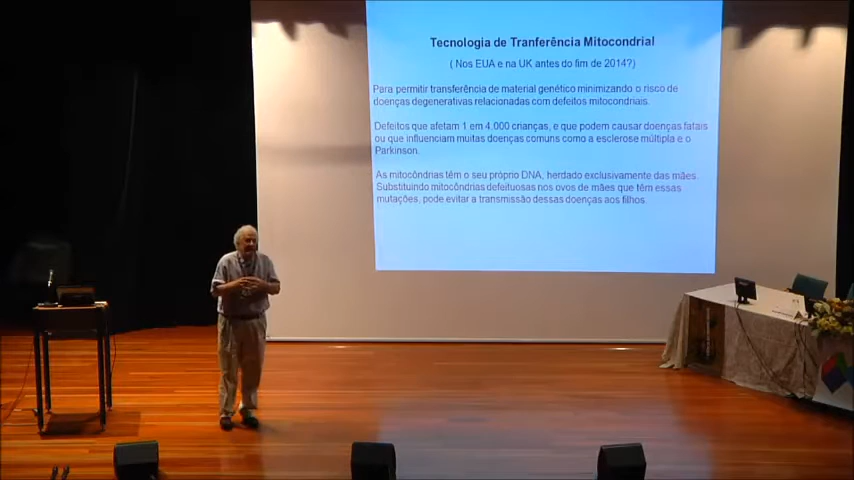 Tecnologia de Tranferência Mitocondrial
( Nos EUA e na UK antes do fim de 2014?)
Para permitir transferência de material genético minimizando o risco de
doenças degenerativas relacionadas com defeitos mitocondriais.
Defeitos que afetam 1 em 4,000 crianças, e que podem causar doenças fatais
ou que influenciam muitas doenças comuns como a esclerose múltipla e o
Parkinson.
As mitocôndrias têm o seu próprio DNA, herdado exclusivamente das mães.
Substituindo mitocôndrias defeituosas, nos ovos de mães que têm essas
mutações, pode evitar a transmissão dessas doenças aos filhos.